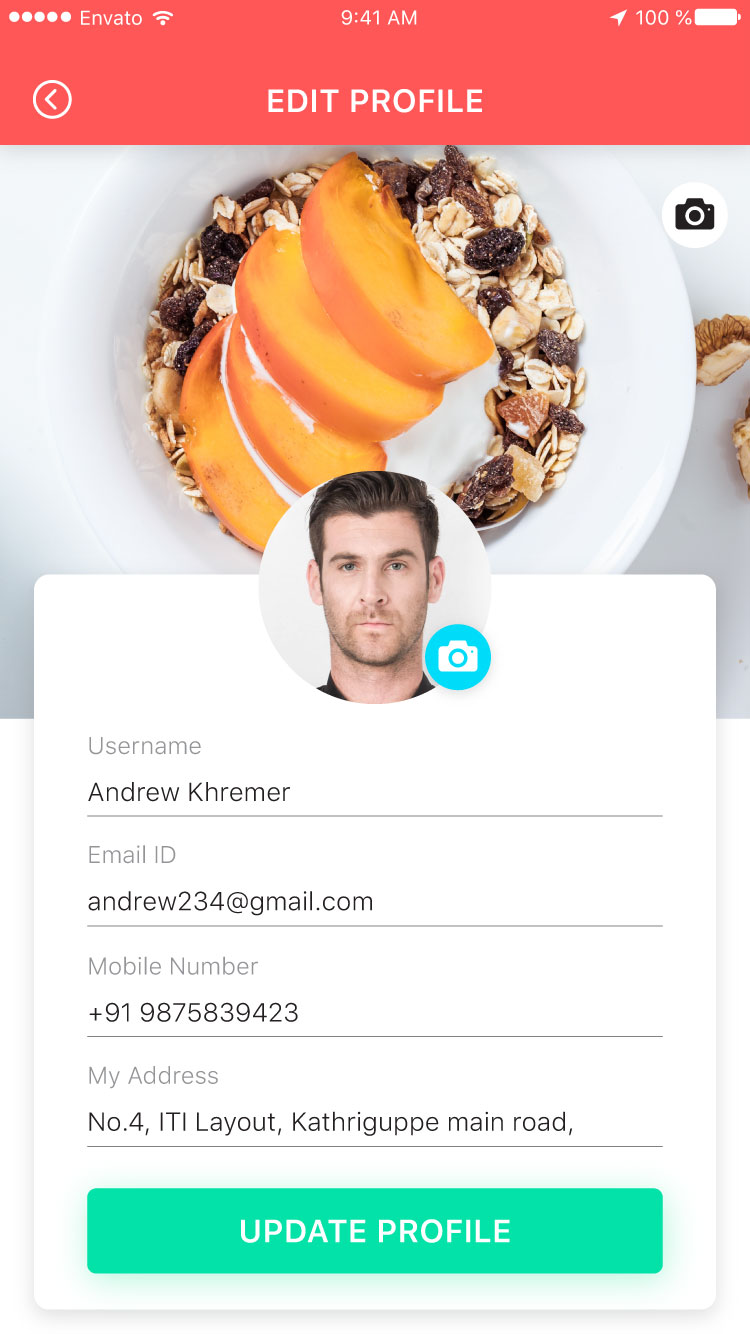 Envato 9:41 AM 100 %
EDIT PROFILE
Username
Andrew Khremer
Email ID
andrew234@gmail.com
Mobile Number
+91 9875839423
My Address
No.4, ITI Layout, Kathriguppe main road,
UPDATE PROFILE